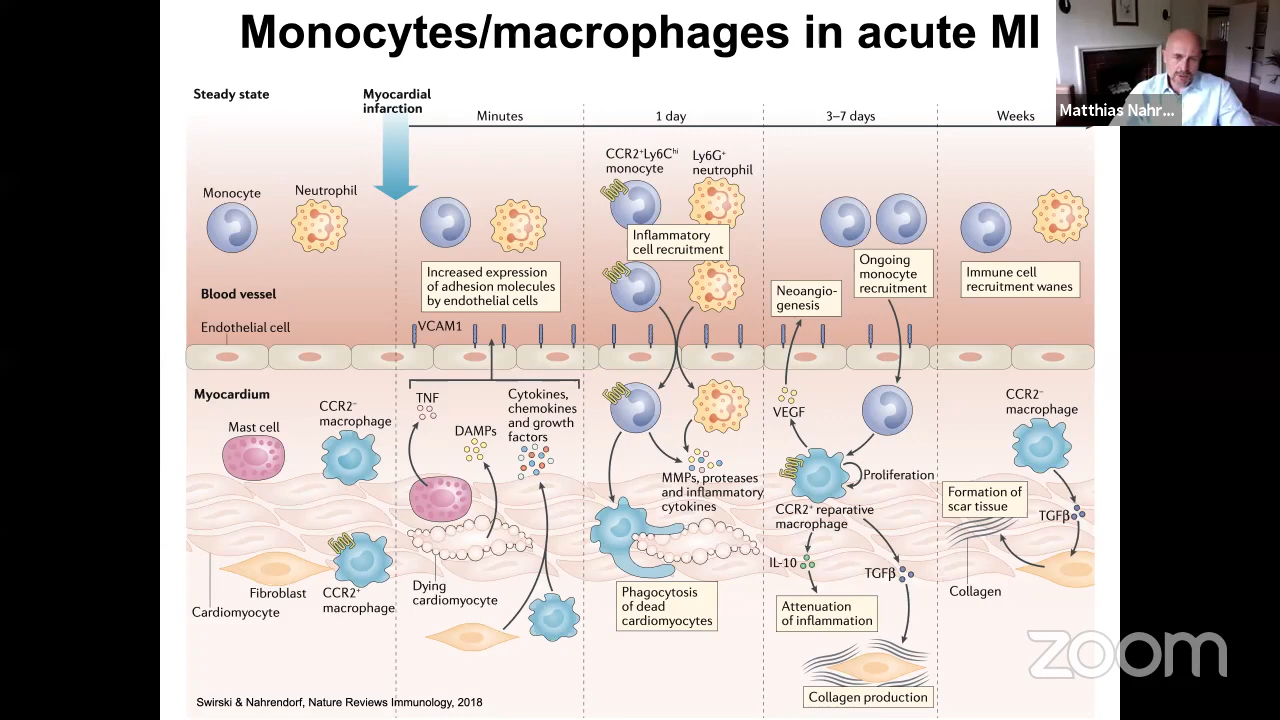 Monocytes/macrophages in acute MI
Matthias Nahr...
Steady state
Myocardial
infarction
Minutes
1 day
3–7 days
Weeks
Monocyte
Neutrophil
CCR2⁺Ly6Cʰⁱ
monocyte
Ly6G⁺
neutrophil
Inflammatory
cell recruitment
Increased expression
of adhesion molecules
by endothelial cells
Ongoing
monocyte
recruitment
Neoangio-
genesis
Immune cell
recruitment wanes
Blood vessel
Endothelial cell
VCAM1
Myocardium
Mast cell
CCR2⁻
macrophage
TNF
DAMPs
Cytokines,
chemokines
and growth
factors
MMPs, proteases
and inflammatory
cytokines
VEGF
Proliferation
CCR2⁺ reparative
macrophage
CCR2⁻
macrophage
Formation of
scar tissue
TGFβ
IL-10
TGFβ
Collagen
Cardiomyocyte
Fibroblast
CCR2⁺
macrophage
Dying
cardiomyocyte
Phagocytosis
of dead
cardiomyocytes
Attenuation
of inflammation
Collagen production
Swirski & Nahrendorf, Nature Reviews Immunology, 2018
zoom